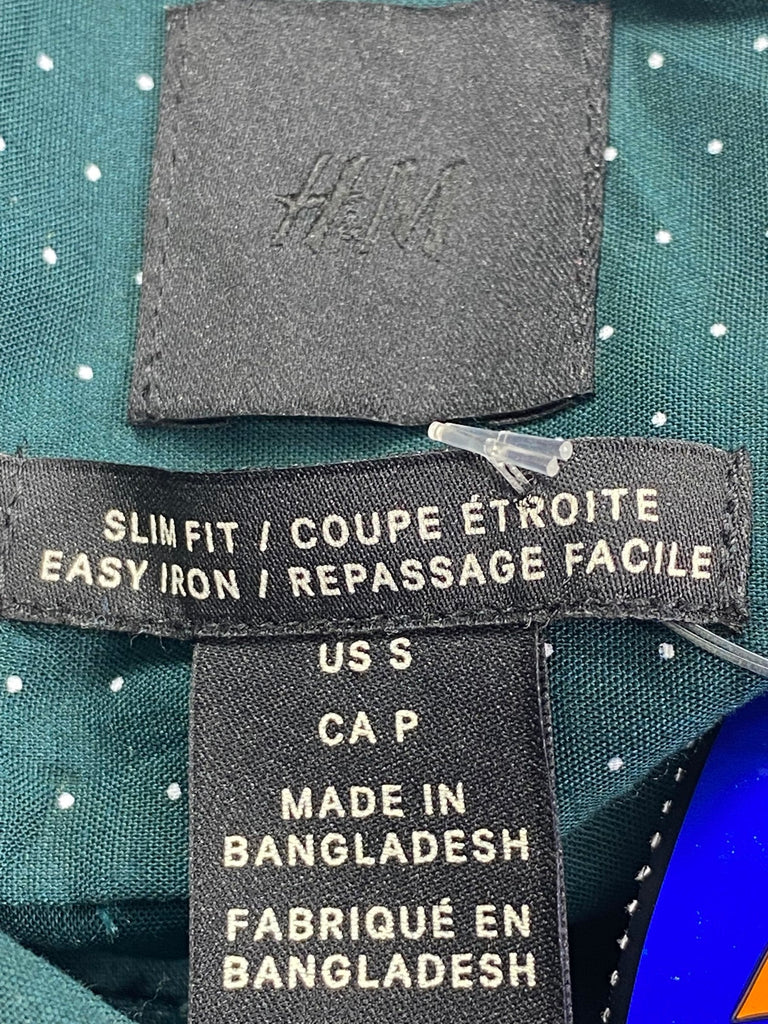 H&M
SLIM FIT / COUPE ÉTROITE
EASY IRON / REPASSAGE FACILE
US S
CA P
MADE IN
BANGLADESH
FABRIQUÉ EN
BANGLADESH